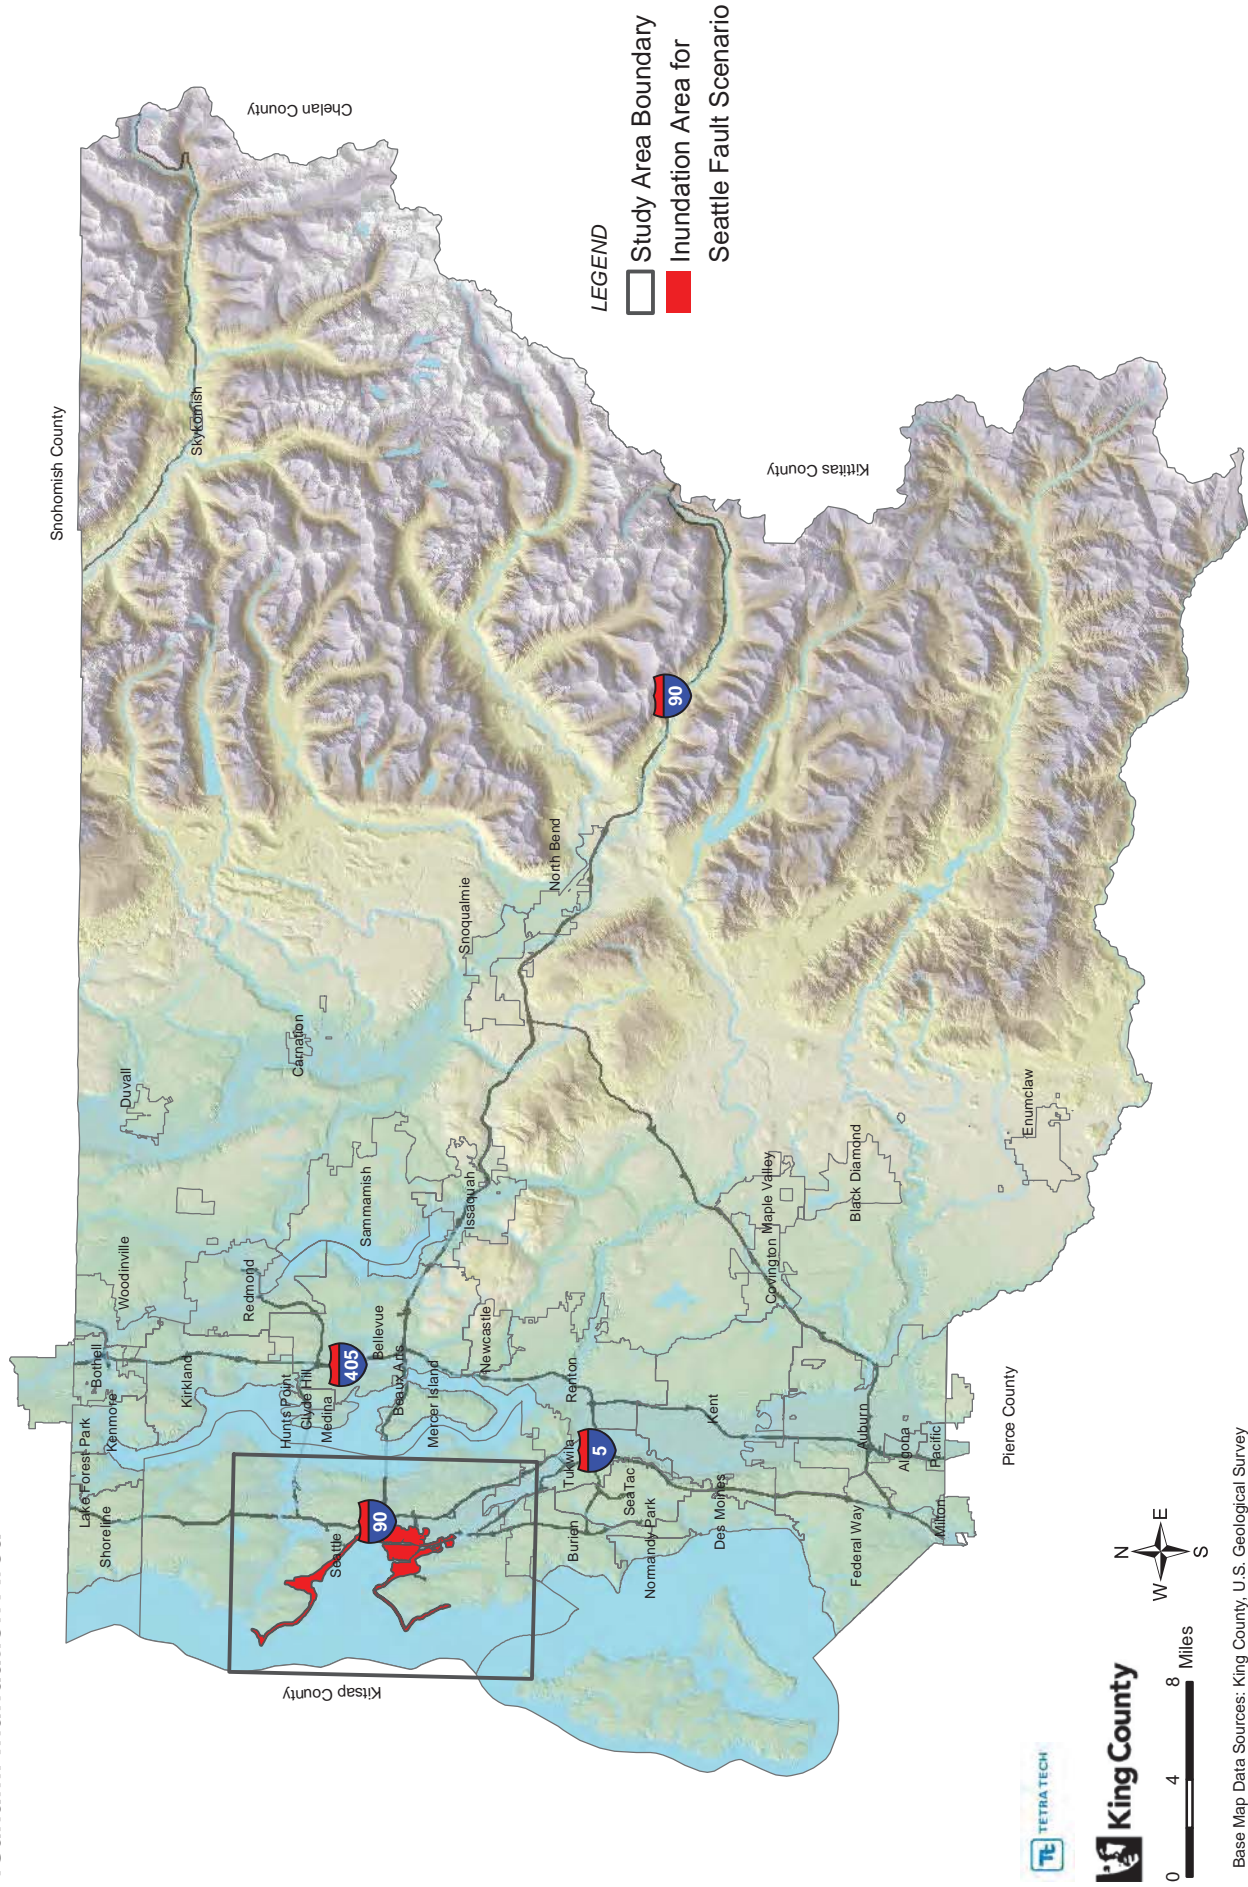 Snohomish County
Chelan County
Kittitas County
Pierce County
Kitsap County
LEGEND
Study Area Boundary
Inundation Area for
Seattle Fault Scenario
Skykomish
North Bend
Snoqualmie
Carnation
Duvall
Woodinville
Redmond
Sammamish
Issaquah
Bothell
Kenmore
Lake Forest Park
Shoreline
Kirkland
Hunts Point
Clyde Hill
Medina
Bellevue
Beaux Arts
Mercer Island
Newcastle
Renton
Seattle
Tukwila
Burien
SeaTac
Normandy Park
Des Moines
Kent
Covington
Maple Valley
Black Diamond
Enumclaw
Auburn
Algona
Pacific
Federal Way
Milton
90
90
405
5
N
W
E
S
Tt TETRA TECH
King County
0 4 8
Miles
Base Map Data Sources: King County, U.S. Geological Survey